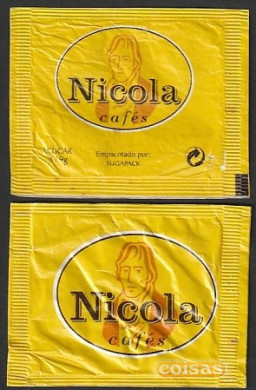 Nicola
cafés
AÇÚCAR
Empacotado por:
SUGAPACK
Nicola
cafés
coisas